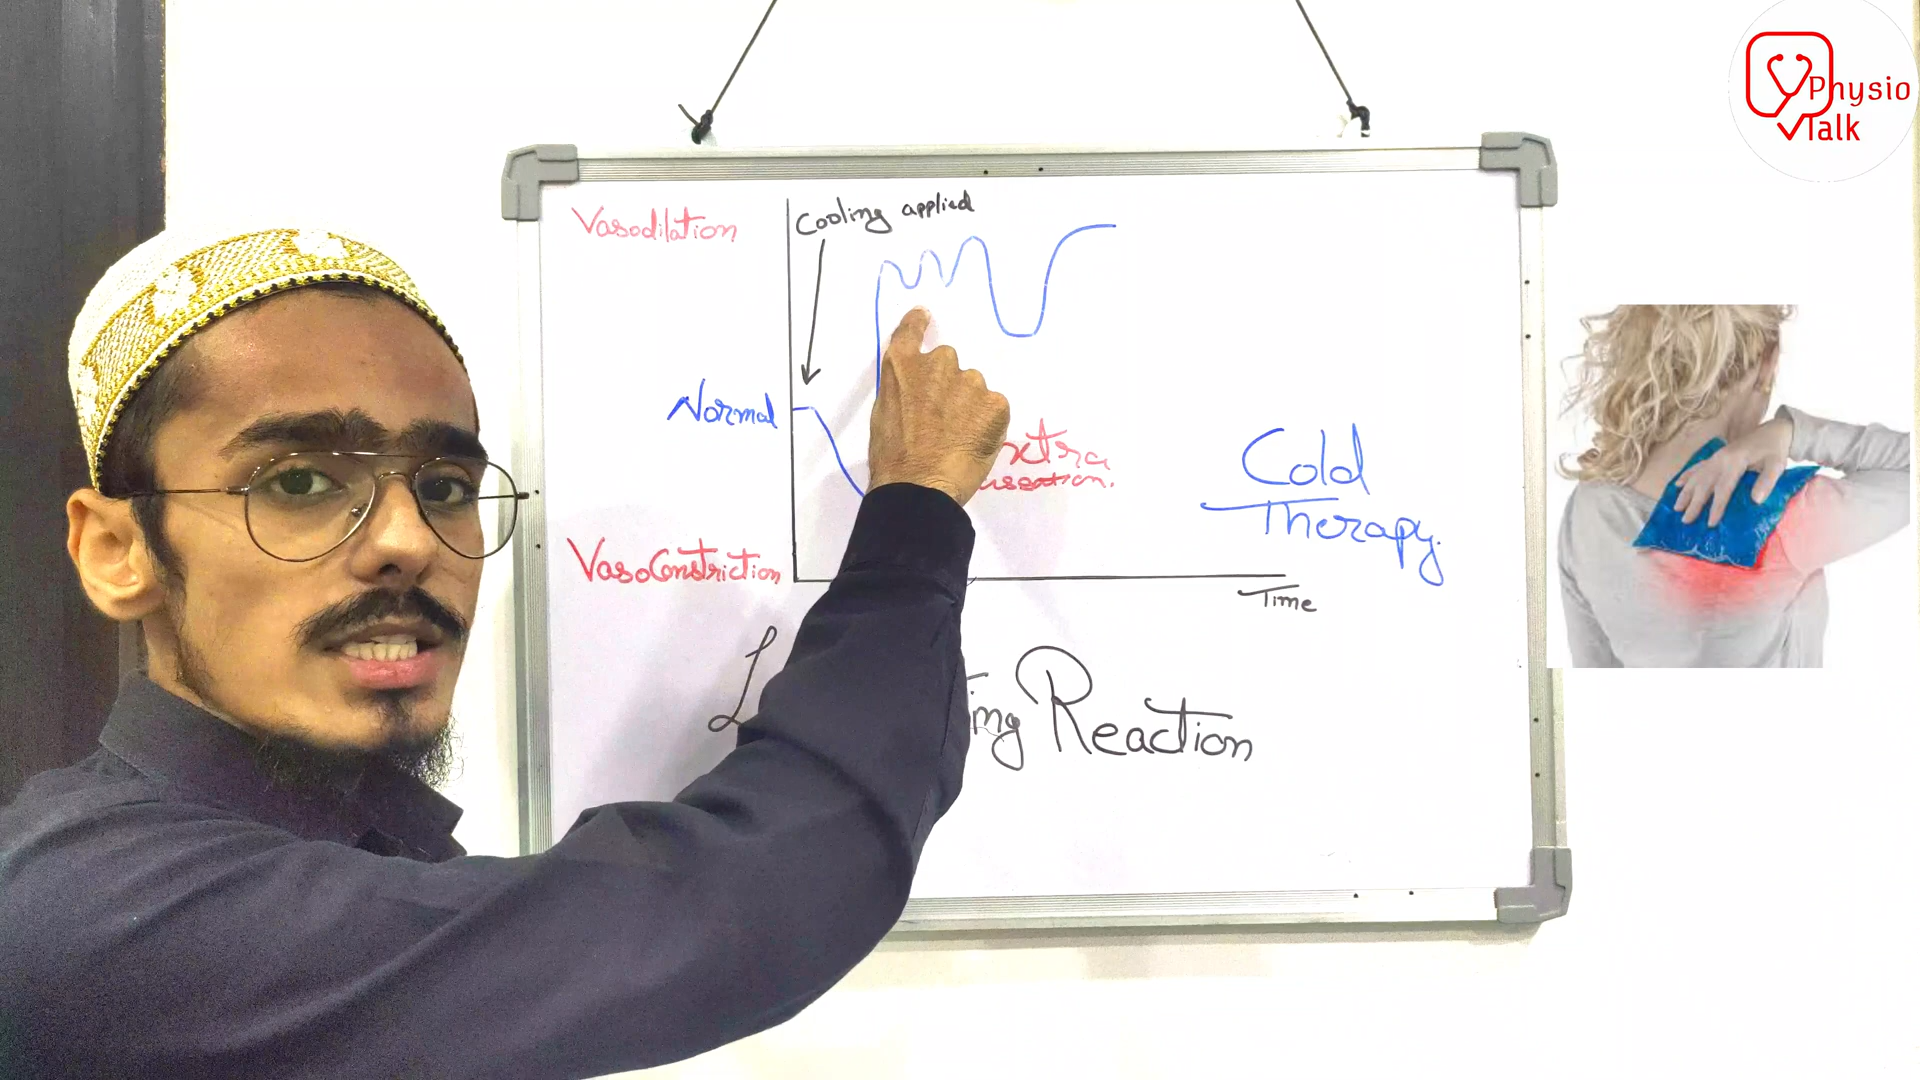 Physio
Talk
Vasodilation
Cooling applied
Normal
Cold
Therapy.
VasoConstriction
Time
Reaction